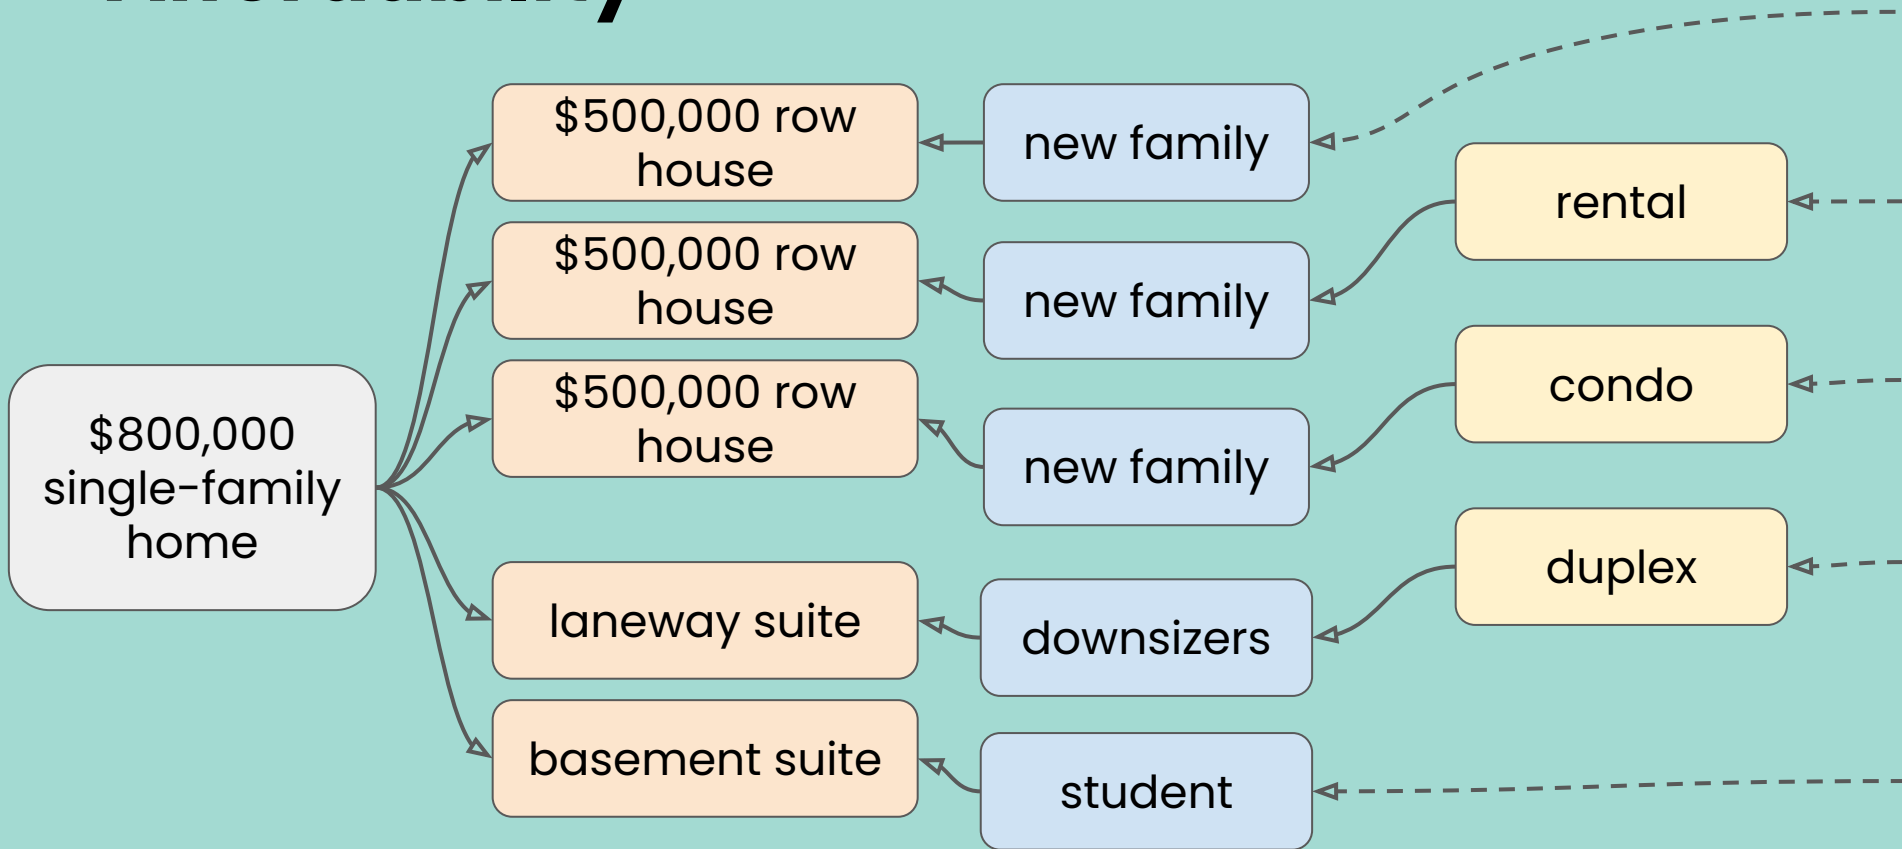 $500,000 row
house
new family
rental
$500,000 row
house
new family
$500,000 row
house
new family
condo
$800,000
single-family
home
duplex
laneway suite
downsizers
basement suite
student